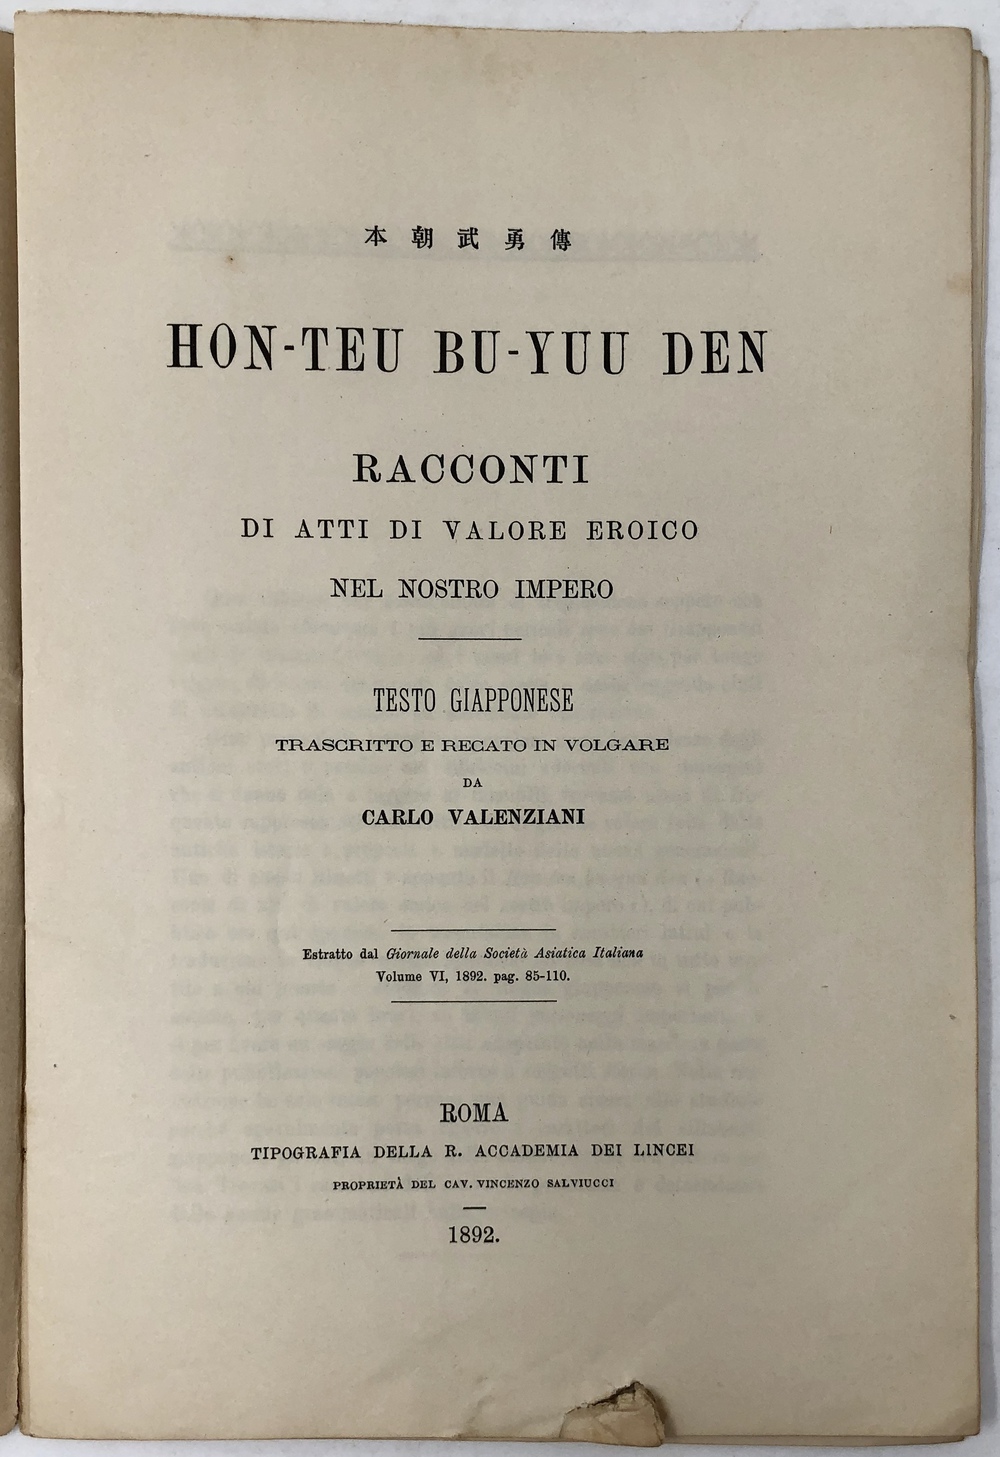 本朝武勇傳
HON-TEU BU-YUU DEN
RACCONTI
DI ATTI DI VALORE EROICO
NEL NOSTRO IMPERO
TESTO GIAPPONESE
TRASCRITTO E RECATO IN VOLGARE
DA
CARLO VALENZIANI
Estratto dal Giornale della Società Asiatica Italiana
Volume VI, 1892. pag. 85-110.
ROMA
TIPOGRAFIA DELLA R. ACCADEMIA DEI LINCEI
PROPRIETÀ DEL CAV. VINCENZO SALVIUCCI
1892.